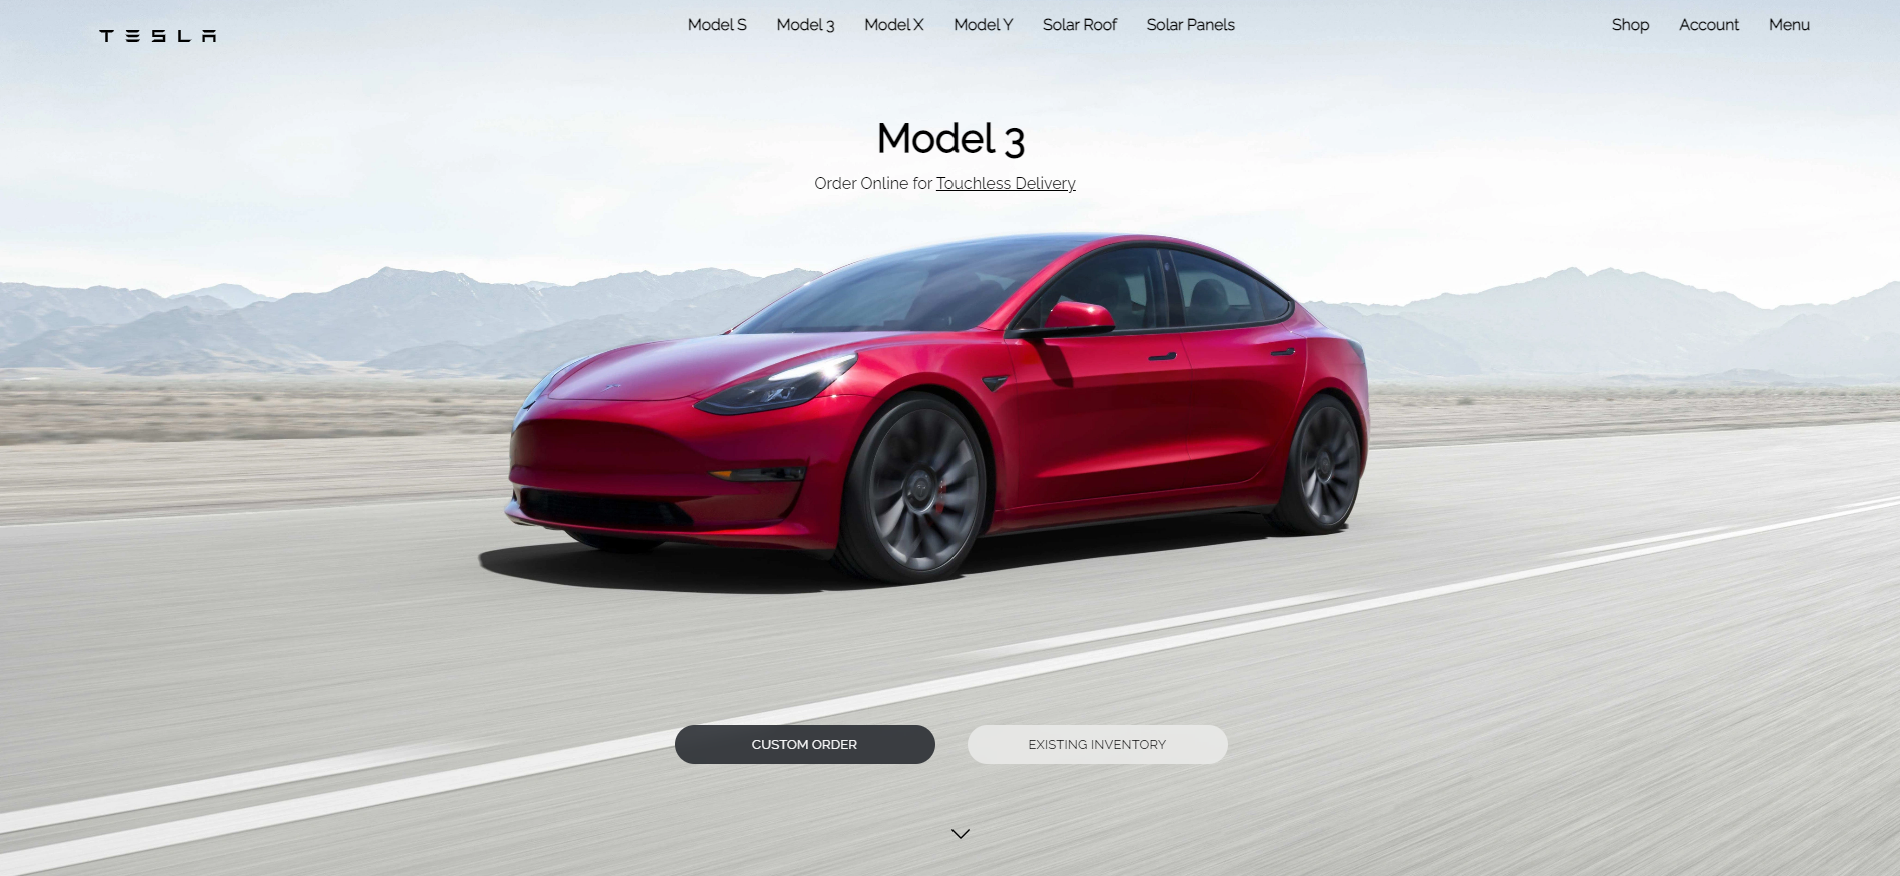 TESLA
Model S Model 3 Model X Model Y Solar Roof Solar Panels
Shop Account Menu
Model 3
Order Online for Touchless Delivery
CUSTOM ORDER
EXISTING INVENTORY